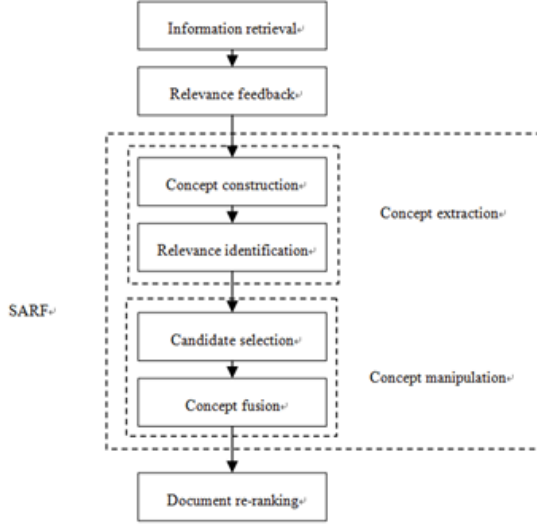 Information retrieval
Relevance feedback
Concept construction
Concept extraction
Relevance identification
SARF
Candidate selection
Concept manipulation
Concept fusion
Document re-ranking